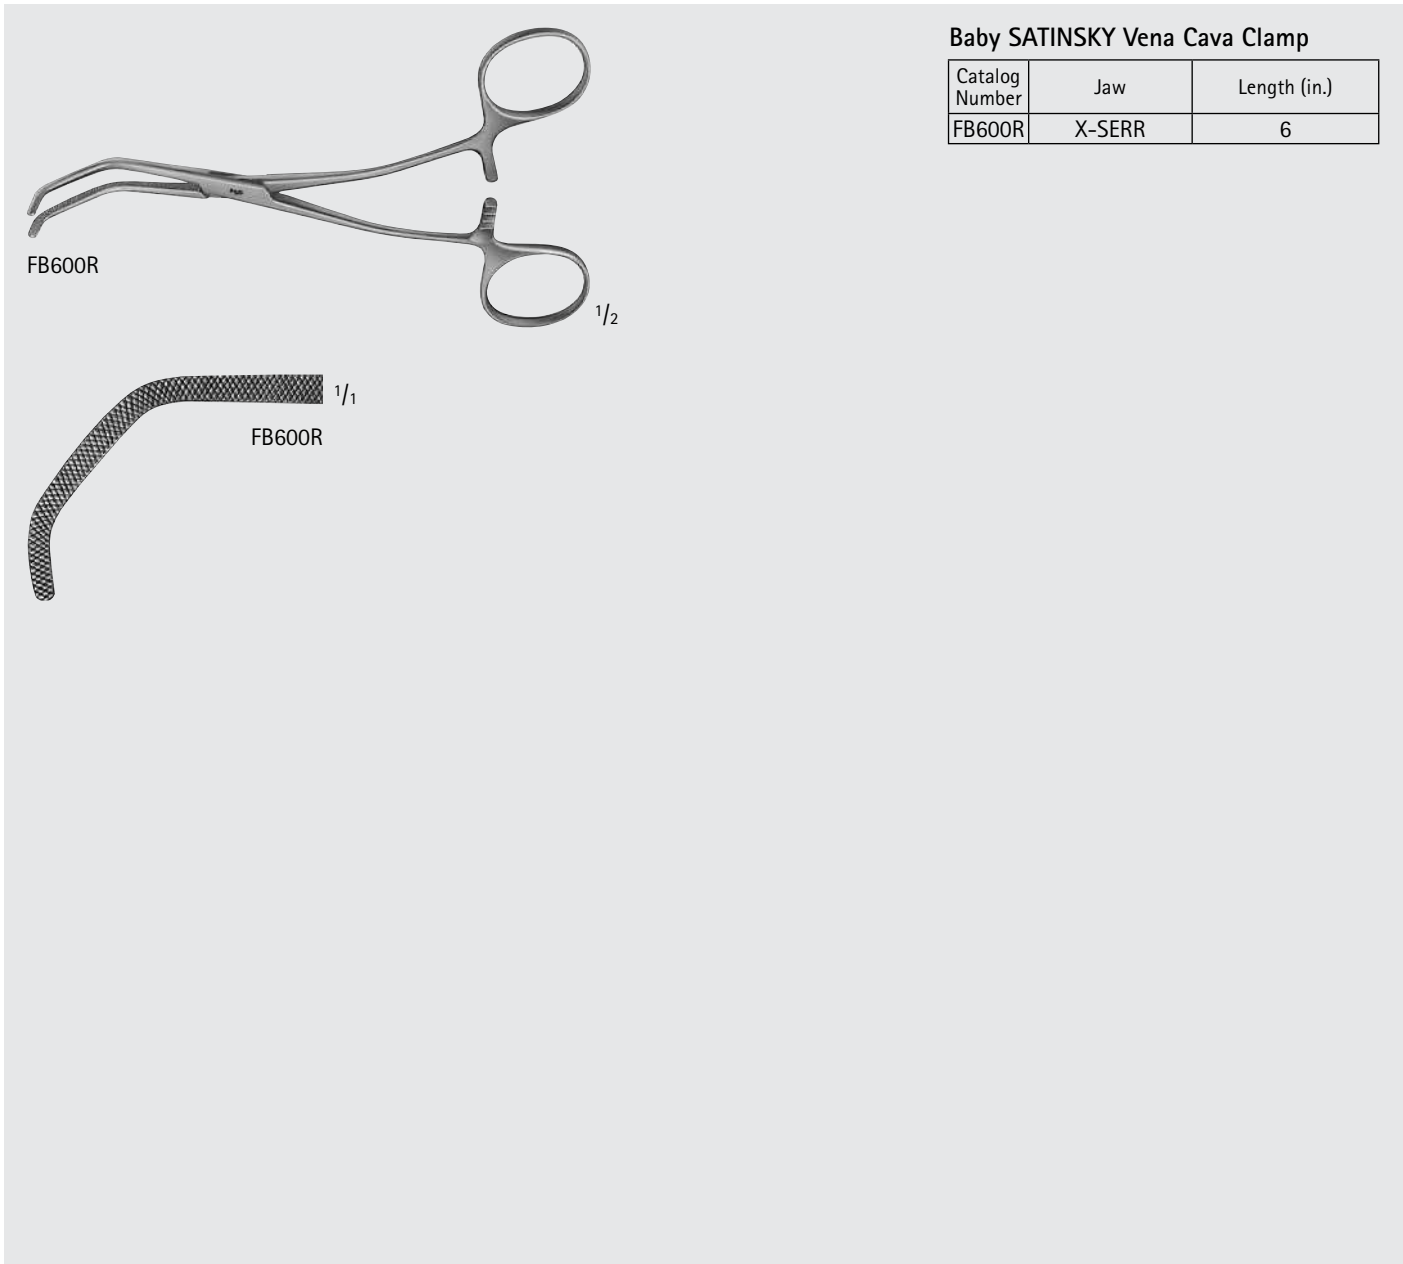 Baby SATINSKY Vena Cava Clamp
Catalog Number Jaw Length (in.)
FB600R X-SERR 6
FB600R
1/2
1/1
FB600R